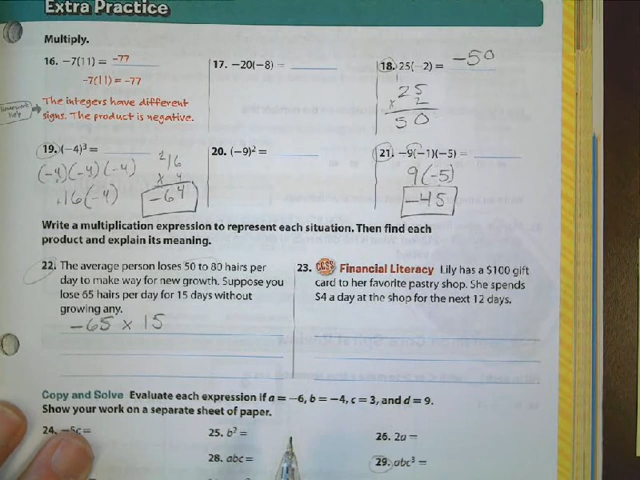 Extra Practice
Multiply.
16. −7(11) = −77
−7(11) = −77
The integers have different
signs. The product is negative.
17. −20(−8) =
18. 25(−2) = −50
25
× 2
50
19. (−4)³ =
(−4)(−4)(−4)
+16(−4)
²16
× 4
−64
20. (−9)² =
21. −9(−1)(−5) =
9(−5)
−45
Write a multiplication expression to represent each situation. Then find each
product and explain its meaning.
22. The average person loses 50 to 80 hairs per
day to make way for new growth. Suppose you
lose 65 hairs per day for 15 days without
growing any.
−65 × 15
23. Financial Literacy Lily has a $100 gift
card to her favorite pastry shop. She spends
$4 a day at the shop for the next 12 days.
Copy and Solve Evaluate each expression if a = −6, b = −4, c = 3, and d = 9.
Show your work on a separate sheet of paper.
24. −5c =
25. b² =
26. 2a =
28. abc =
29. abc³ =